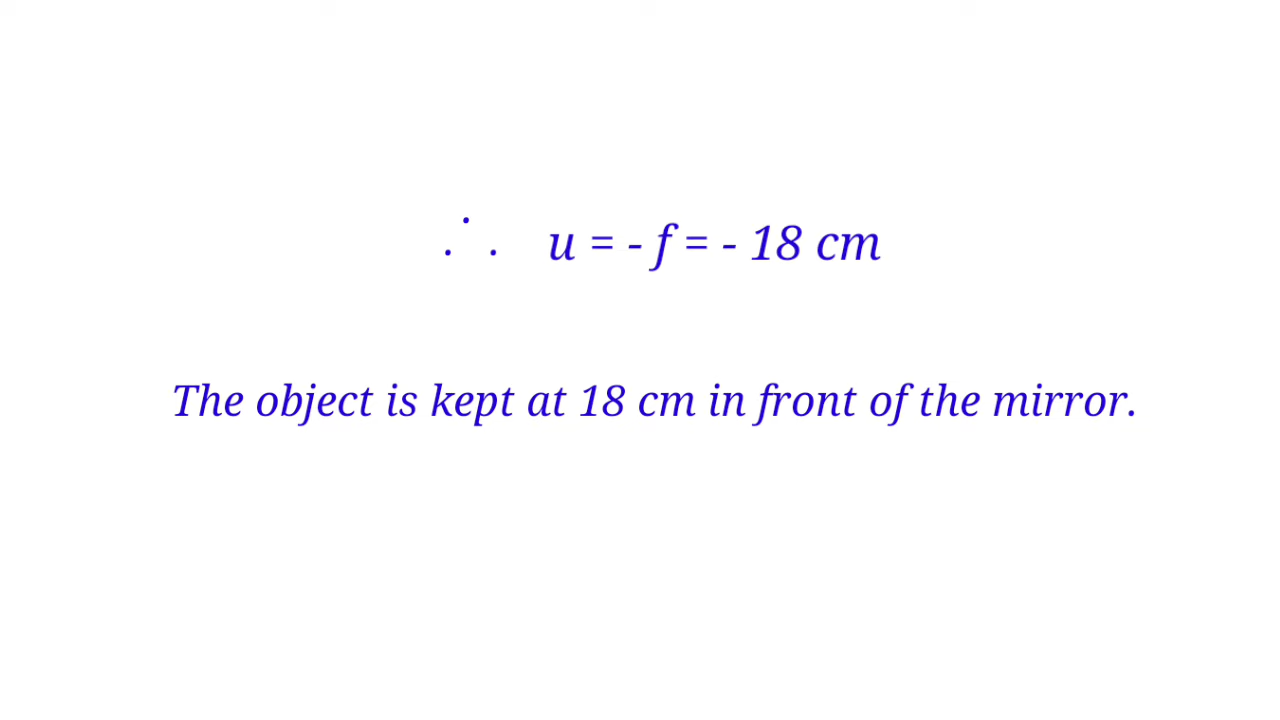 ∴ u = - f = - 18 cm
The object is kept at 18 cm in front of the mirror.